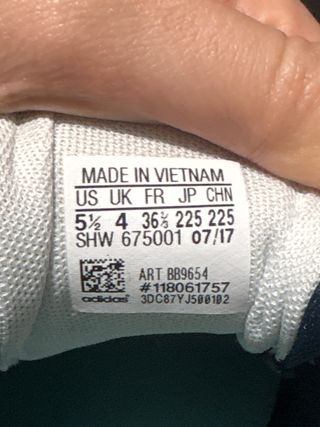 MADE IN VIETNAM
US UK FR JP CHN
5½ 4 36⅔ 225 225
SHW 675001 07/17
ART BB9654
#118061757
adidas 3DC87YJ500102